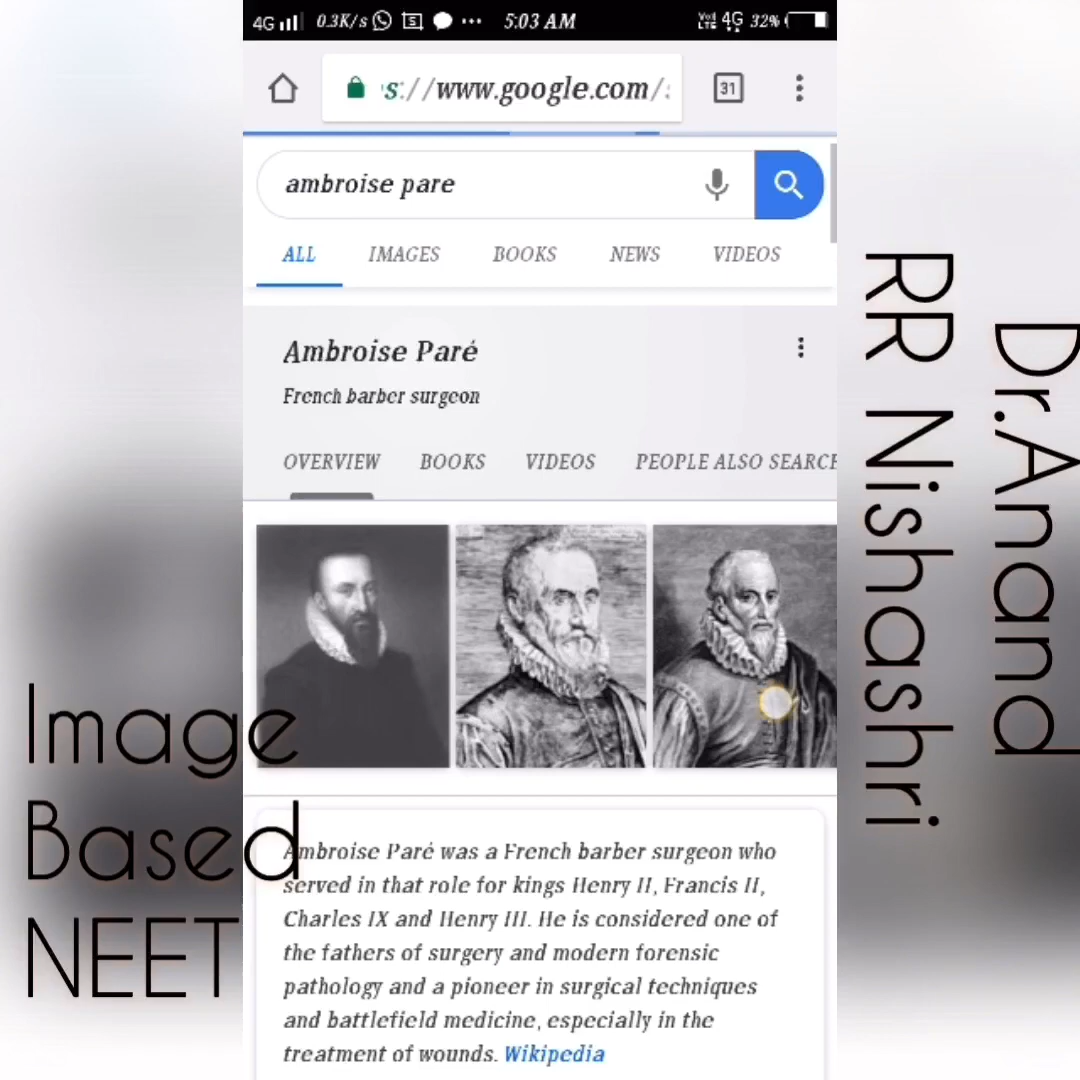 4G 0.3K/s ... 5:03 AM VoI LTE 4G 32%
s://www.google.com/
31
ambroise pare
ALL IMAGES BOOKS NEWS VIDEOS
Ambroise Paré
French barber surgeon
OVERVIEW BOOKS VIDEOS PEOPLE ALSO SEARCH
Ambroise Paré was a French barber surgeon who
served in that role for kings Henry II, Francis II,
Charles IX and Henry III. He is considered one of
the fathers of surgery and modern forensic
pathology and a pioneer in surgical techniques
and battlefield medicine, especially in the
treatment of wounds. Wikipedia
Image
Based
NEET
Dr.Anand
RR Nishashri